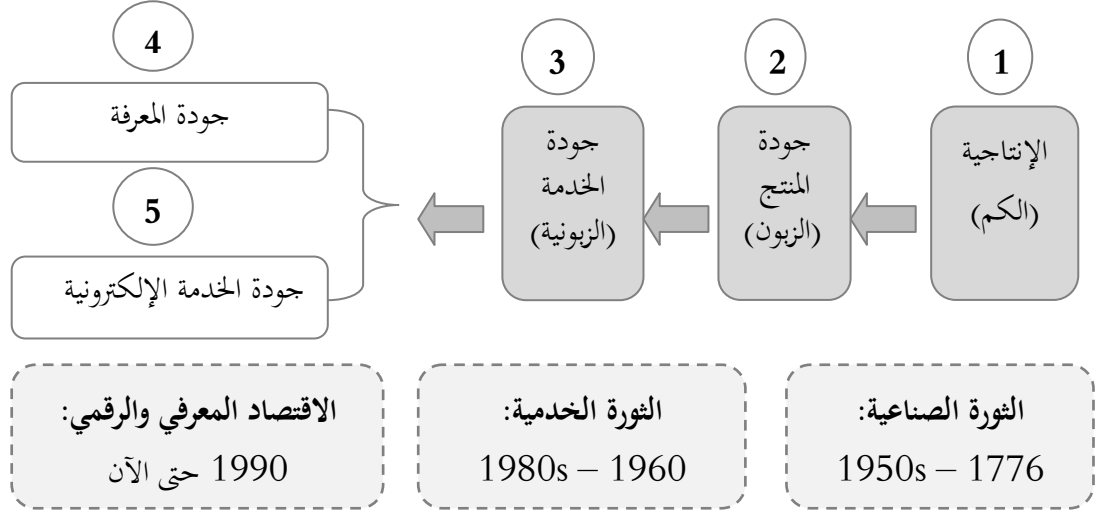 1
الإنتاجية
(الكم)
2
جودة
المنتج
(الزبون)
3
جودة
الخدمة
(الزبونية)
4
جودة المعرفة
5
جودة الخدمة الإلكترونية
الثورة الصناعية:
1776 – 1950s
الثورة الخدمية:
1960 – 1980s
الاقتصاد المعرفي والرقمي:
1990 حتى الآن